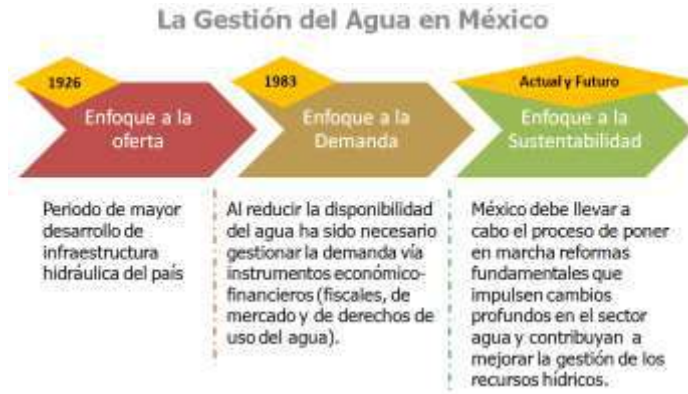 La Gestión del Agua en México
1926
Enfoque a la
oferta
Periodo de mayor
desarrollo de
infraestructura
hidráulica del país
1983
Enfoque a la
Demanda
Al reducir la disponibilidad
del agua ha sido necesario
gestionar la demanda vía
instrumentos económico-
financieros (fiscales, de
mercado y de derechos de
uso del agua).
Actual y Futuro
Enfoque a la
Sustentabilidad
México debe llevar a
cabo el proceso de poner
en marcha reformas
fundamentales que
impulsen cambios
profundos en el sector
agua y contribuyan a
mejorar la gestión de los
recursos hídricos.